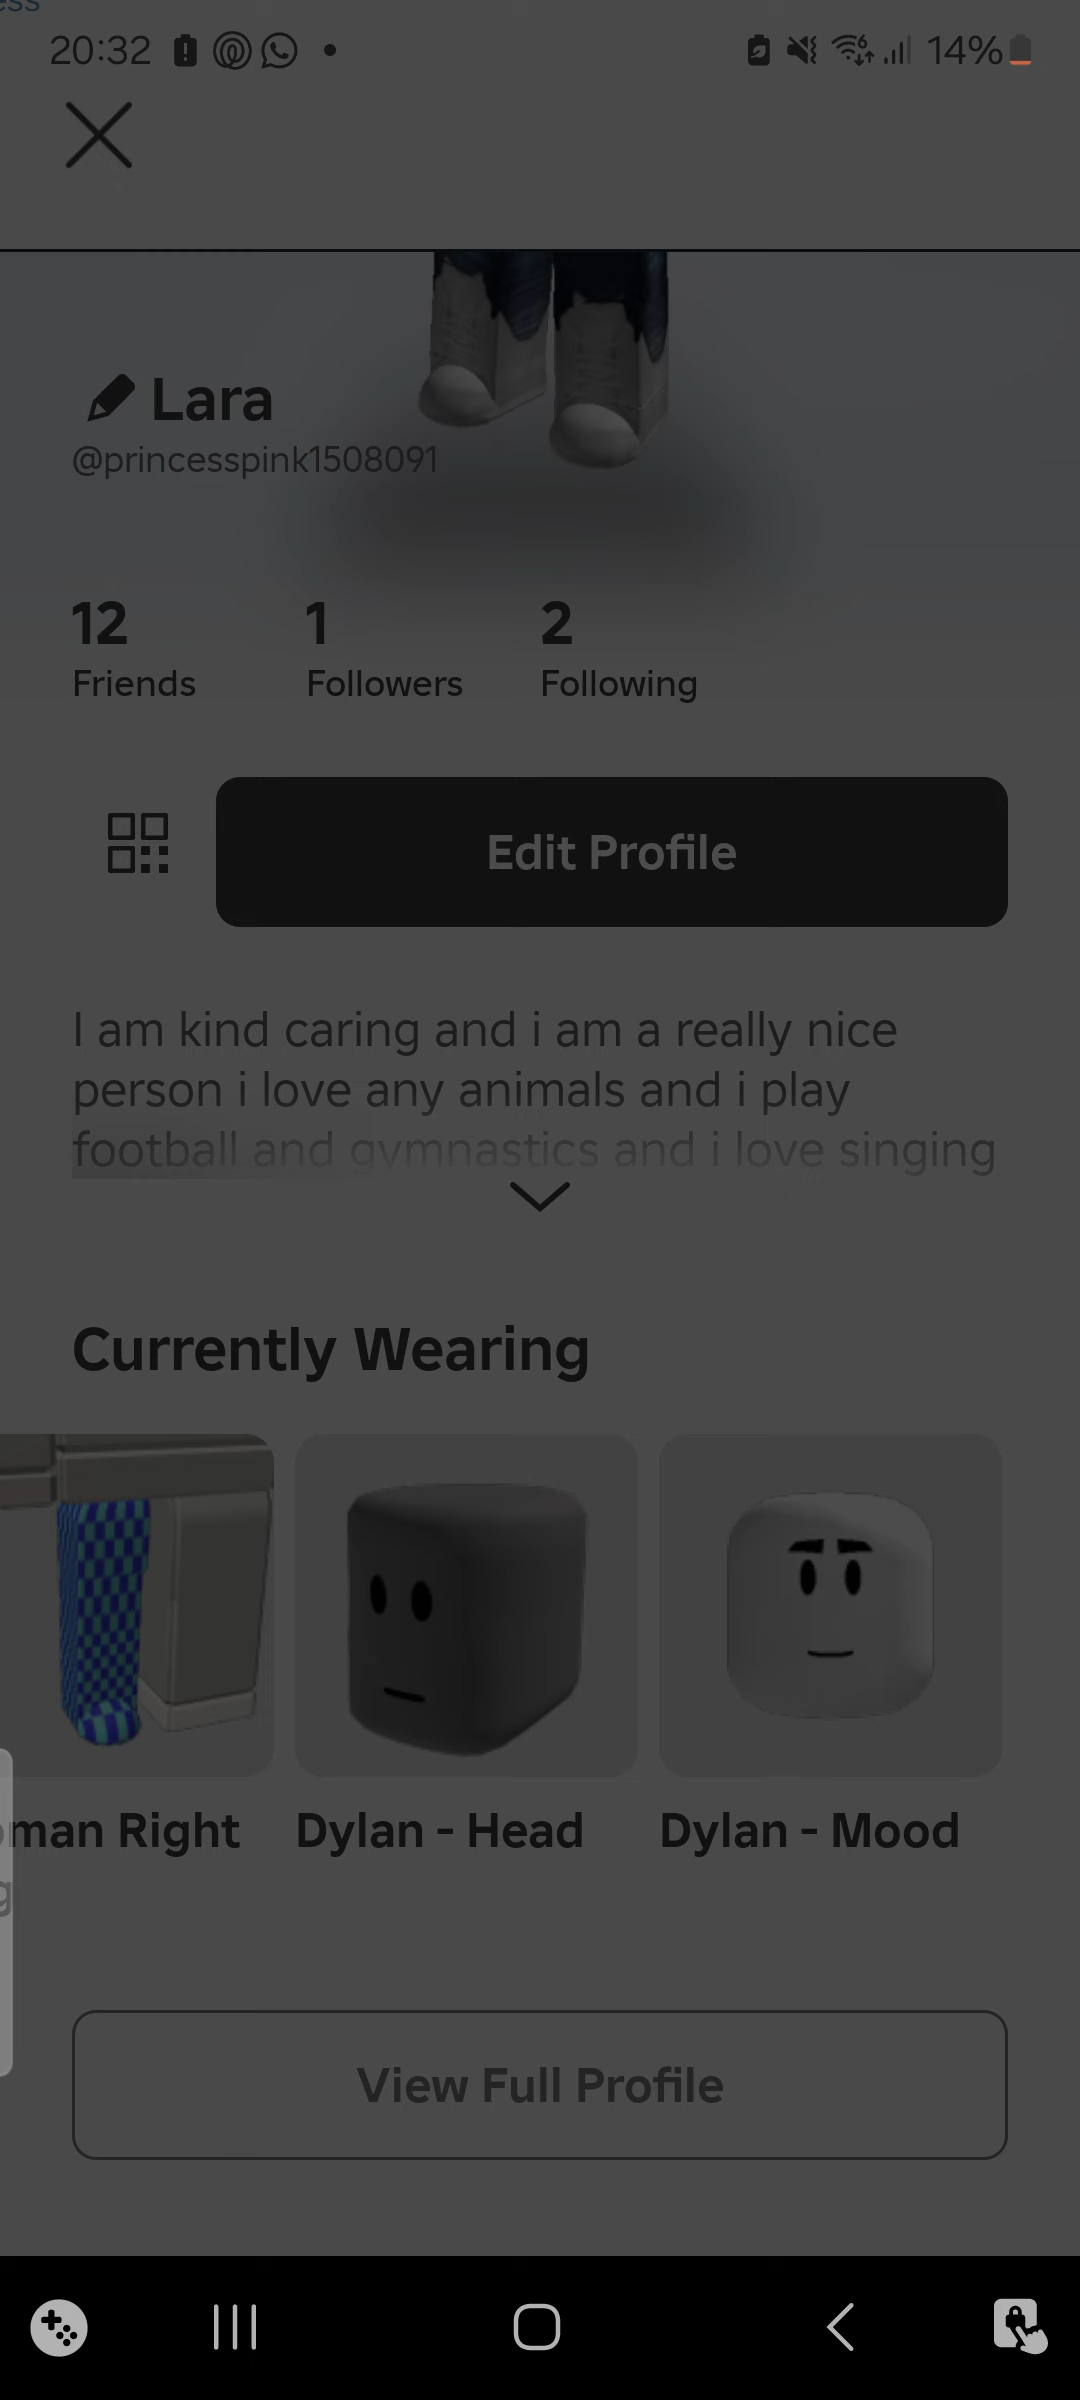 ess
20:32
14%
Lara
@princesspink1508091
12
1
2
Friends
Followers
Following
Edit Profile
I am kind caring and i am a really nice
person i love any animals and i play
football and gymnastics and i love singing
Currently Wearing
man Right
Dylan - Head
Dylan - Mood
g
View Full Profile